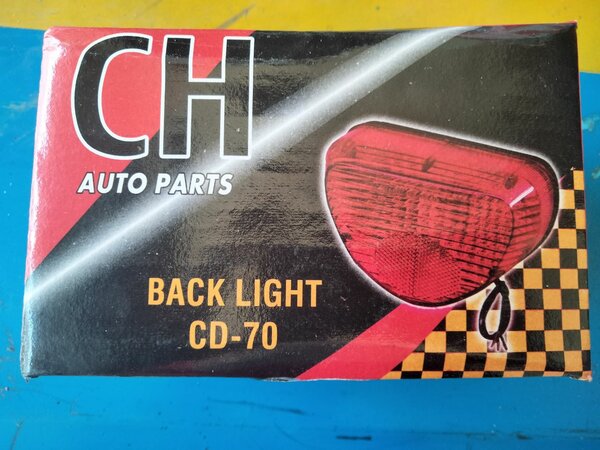 CH
AUTO PARTS
BACK LIGHT
CD-70